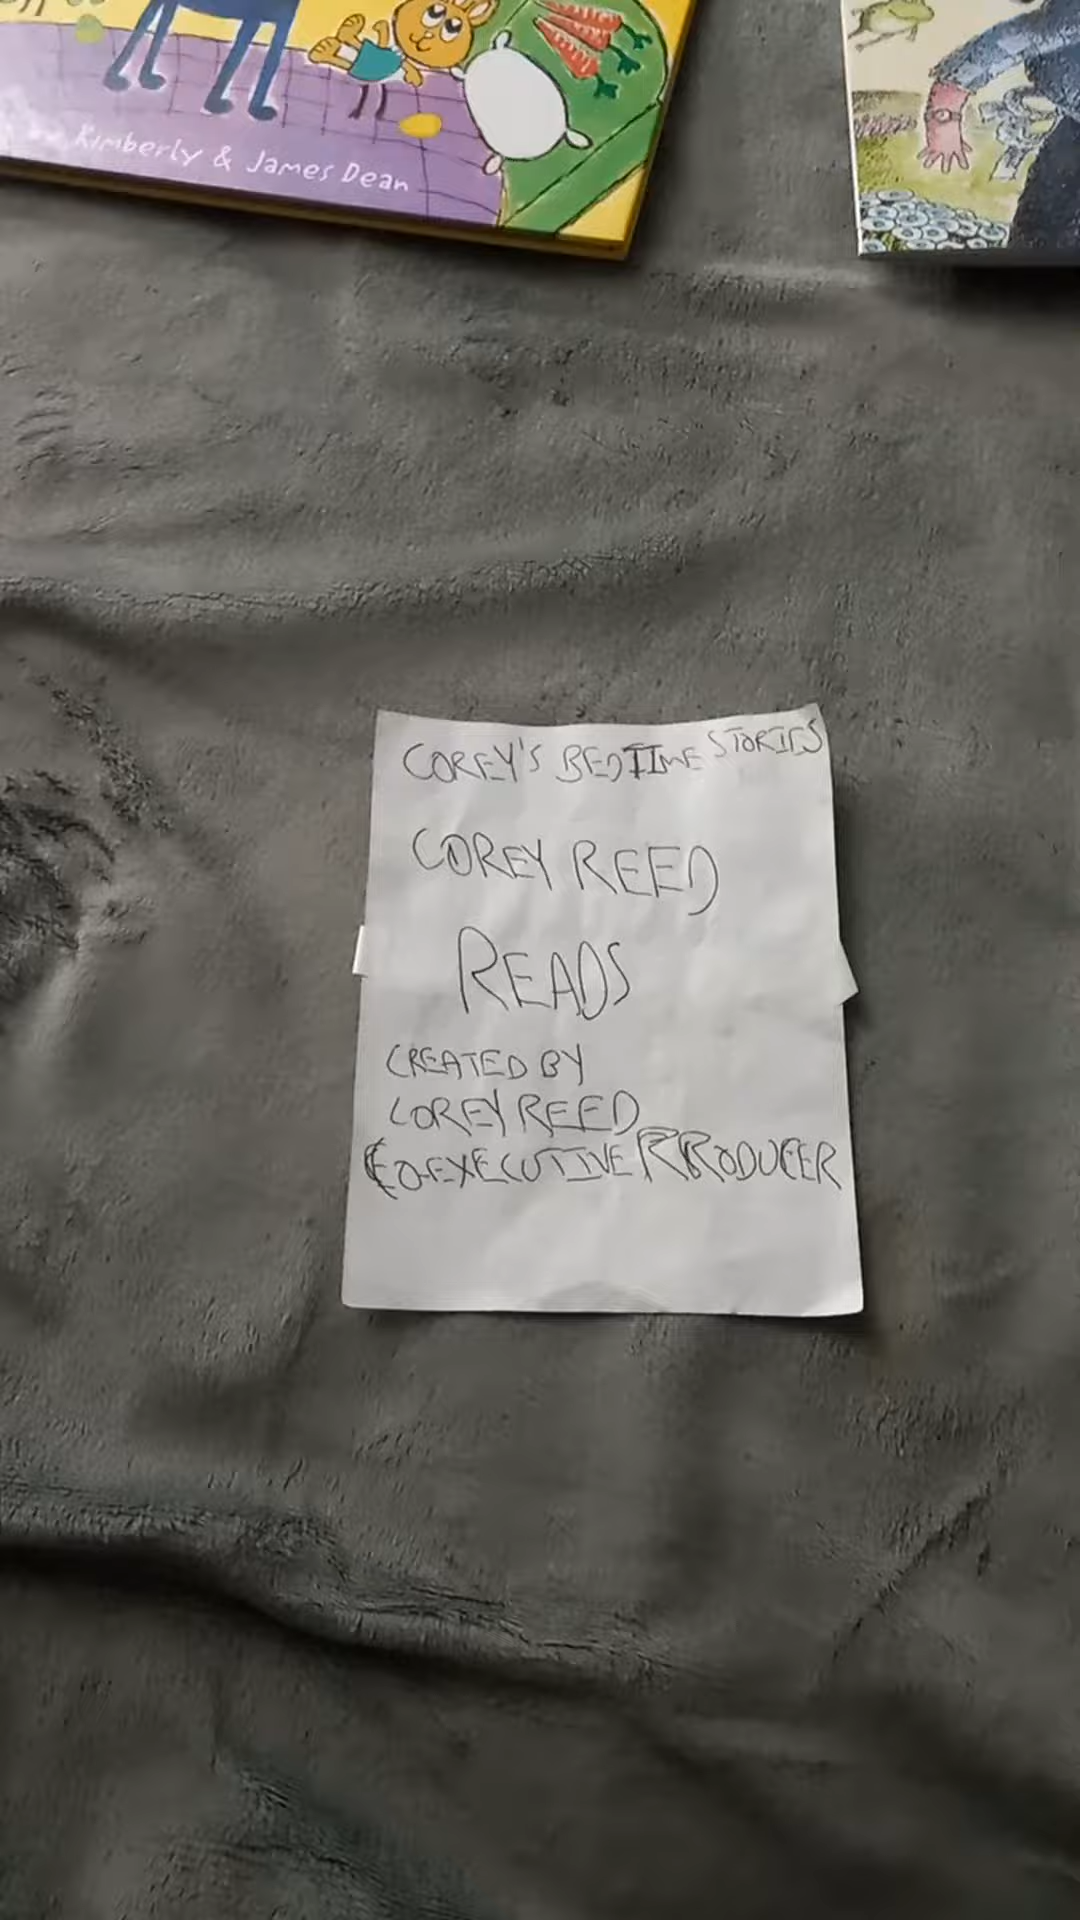 Kimberly & James Dean
COREY'S BEDTIME STORIES
COREY REED
READS
CREATED BY
COREY REED
CO-EXECUTIVE PRODUCER